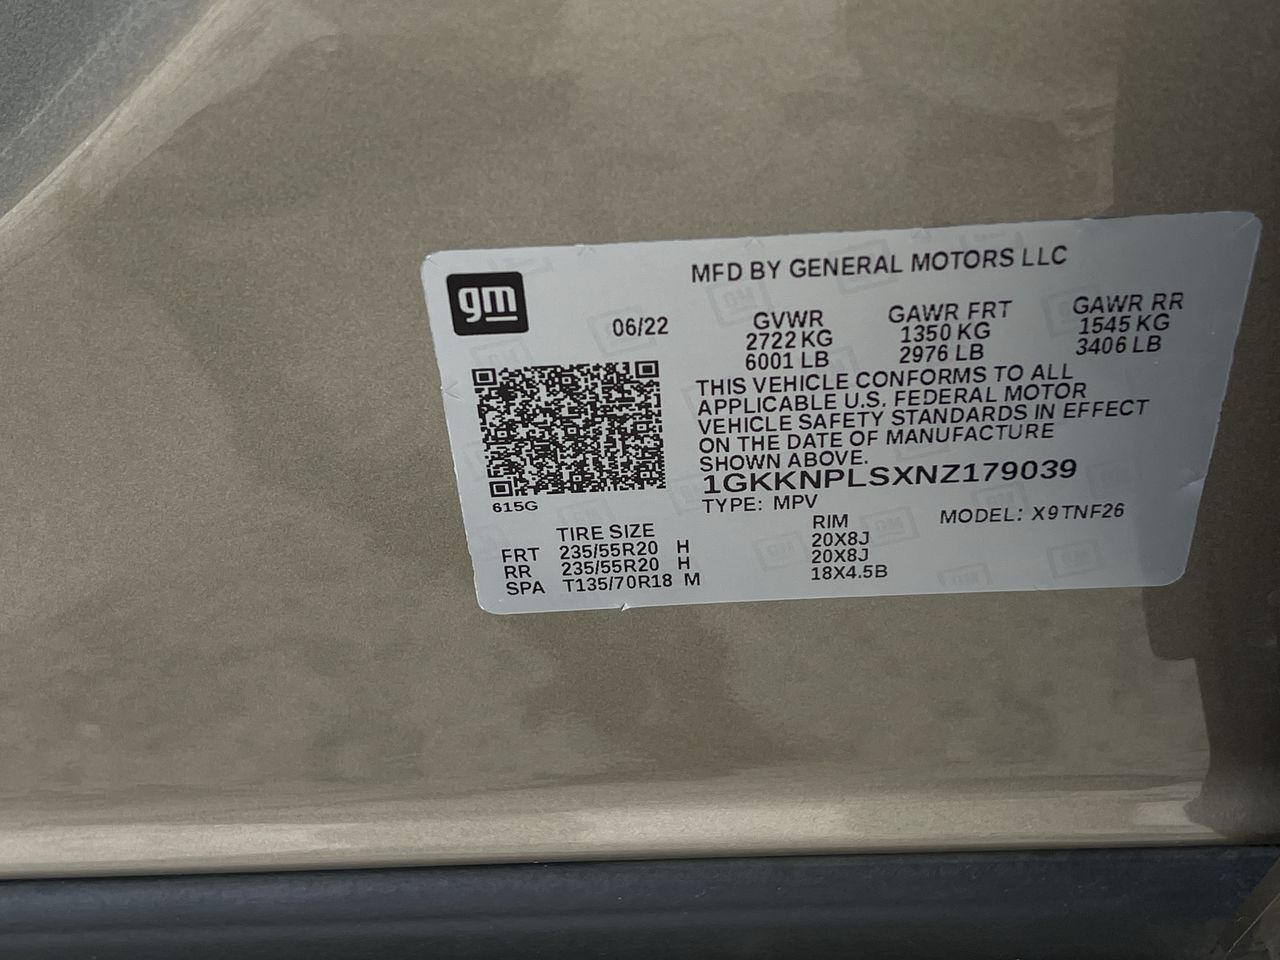 MFD BY GENERAL MOTORS LLC
gm
06/22
GVWR GAWR FRT GAWR RR
2722 KG 1350 KG 1545 KG
6001 LB 2976 LB 3406 LB
THIS VEHICLE CONFORMS TO ALL
APPLICABLE U.S. FEDERAL MOTOR
VEHICLE SAFETY STANDARDS IN EFFECT
ON THE DATE OF MANUFACTURE
SHOWN ABOVE.
1GKKNPLSXNZ179039
615G
TYPE: MPV MODEL: X9TNF26
TIRE SIZE RIM
FRT 235/55R20 H 20X8J
RR 235/55R20 H 20X8J
SPA T135/70R18 M 18X4.5B